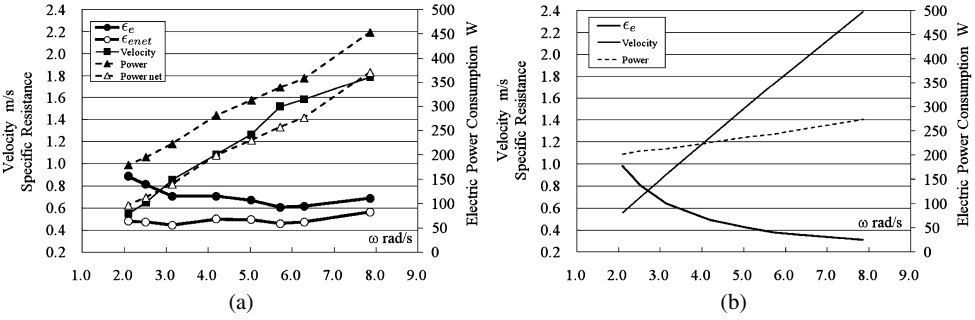 2.4
2.2
2.0
1.8
1.6
1.4
1.2
1.0
0.8
0.6
0.4
0.2
Velocity m/s
Specific Resistance
ϵ_e
ϵ_enet
Velocity
Power
Power net
500
450
400
350
300
250
200
150
100
50
0
Electric Power Consumption W
ω rad/s
1.0 2.0 3.0 4.0 5.0 6.0 7.0 8.0 9.0
(a)
2.4
2.2
2.0
1.8
1.6
1.4
1.2
1.0
0.8
0.6
0.4
0.2
Velocity m/s
Specific Resistance
ϵ_e
Velocity
Power
500
450
400
350
300
250
200
150
100
50
0
Electric Power Consumption W
ω rad/s
1.0 2.0 3.0 4.0 5.0 6.0 7.0 8.0 9.0
(b)